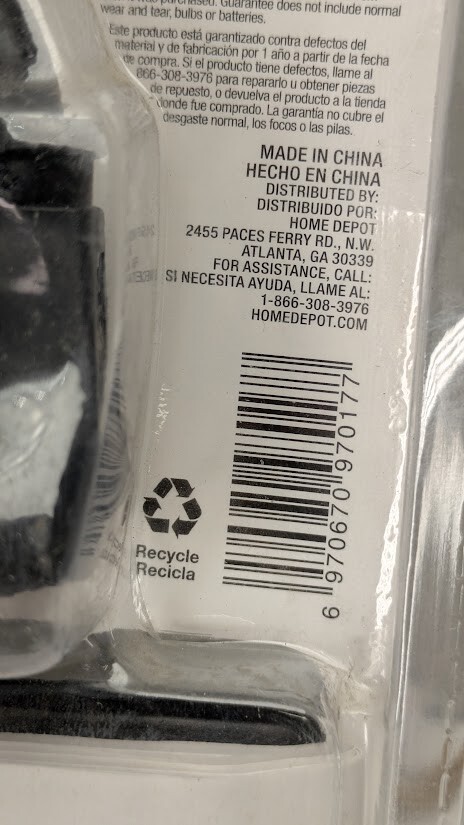 Guarantee does not include normal
wear and tear, bulbs or batteries.
Este producto está garantizado contra defectos del
material y de fabricación por 1 año a partir de la fecha
de compra. Si el producto tiene defectos, llame al
866-308-3976 para repararlo u obtener piezas
de repuesto, o devuelva el producto a la tienda
donde fue comprado. La garantía no cubre el
desgaste normal, los focos o las pilas.
MADE IN CHINA
HECHO EN CHINA
DISTRIBUTED BY:
DISTRIBUIDO POR:
HOME DEPOT
2455 PACES FERRY RD., N.W.
ATLANTA, GA 30339
FOR ASSISTANCE, CALL:
SI NECESITA AYUDA, LLAME AL:
1-866-308-3976
HOMEDEPOT.COM
6 970670 970177
Recycle
Recicla